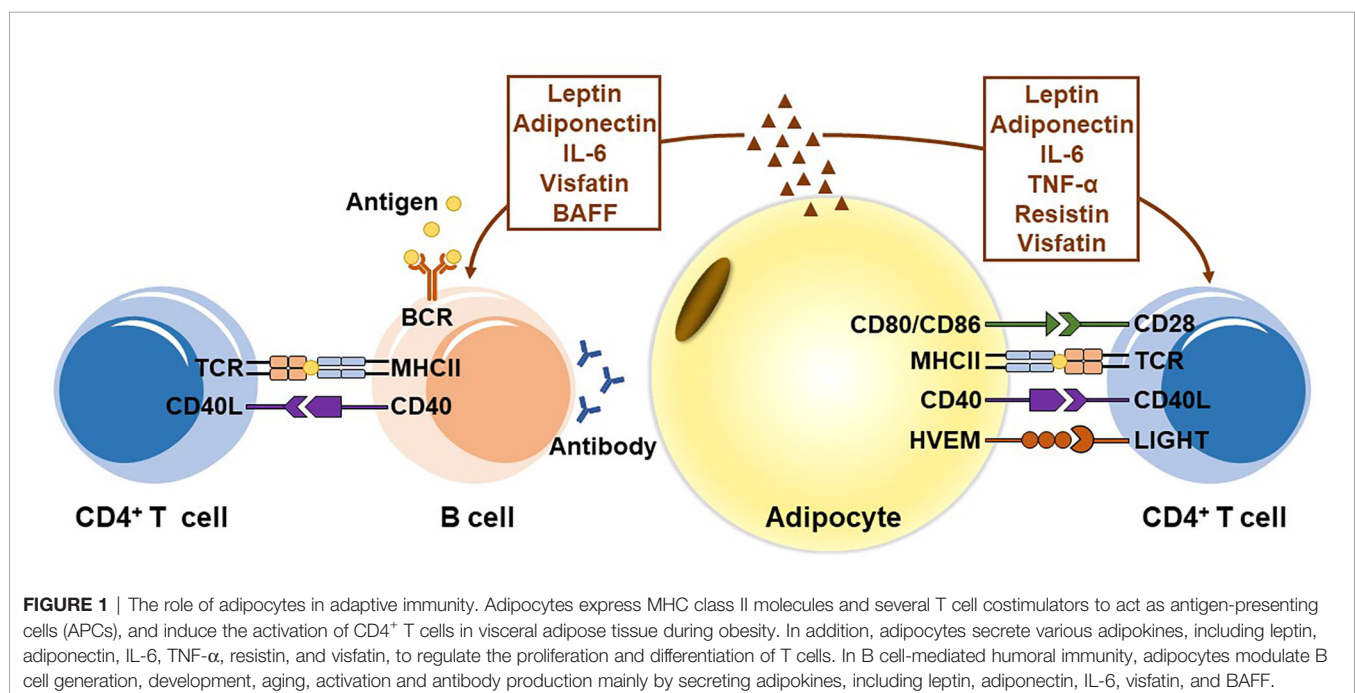 Leptin
Adiponectin
IL-6
Visfatin
BAFF
Leptin
Adiponectin
IL-6
TNF-α
Resistin
Visfatin
Antigen
BCR
TCR
MHCII
CD40L
CD40
Antibody
CD80/CD86
CD28
MHCII
TCR
CD40
CD40L
HVEM
LIGHT
CD4⁺ T cell
B cell
Adipocyte
CD4⁺ T cell
FIGURE 1 | The role of adipocytes in adaptive immunity. Adipocytes express MHC class II molecules and several T cell costimulators to act as antigen-presenting
cells (APCs), and induce the activation of CD4⁺ T cells in visceral adipose tissue during obesity. In addition, adipocytes secrete various adipokines, including leptin,
adiponectin, IL-6, TNF-α, resistin, and visfatin, to regulate the proliferation and differentiation of T cells. In B cell-mediated humoral immunity, adipocytes modulate B
cell generation, development, aging, activation and antibody production mainly by secreting adipokines, including leptin, adiponectin, IL-6, visfatin, and BAFF.